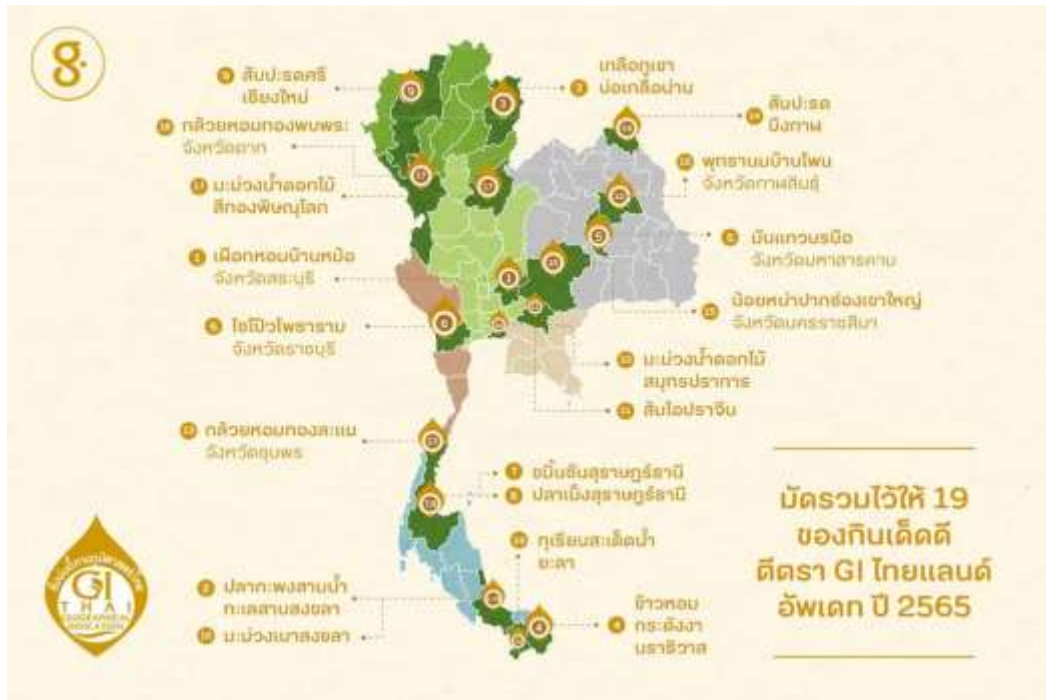 g.
ส้มสายน้ำผึ้ง
เชียงใหม่
เกลือภูเขา
บ่อเกลือน่าน
สับปะรด
บึงกาฬ
กล้วยหอมทองพบพระ
จังหวัดตาก
พุทรานมบ้านโพน
จังหวัดกาฬสินธุ์
มะม่วงน้ำดอกไม้
สีทองพิษณุโลก
เผือกหอมบ้านหม้อ
จังหวัดสระบุรี
มันแกวบรบือ
จังหวัดมหาสารคาม
น้อยหน่าปากช่องเขาใหญ่
จังหวัดนครราชสีมา
ไชโป๊วโพธาราม
จังหวัดราชบุรี
มะม่วงน้ำดอกไม้
สมุทรปราการ
ส้มโอปราจีน
กล้วยหอมทองละแม
จังหวัดชุมพร
7 ขมิ้นชันสุราษฎร์ธานี
ปลาเม็งสุราษฎร์ธานี
ทุเรียนสะเด็ดน้ำ
ยะลา
2 ปลากะพงสามน้ำ
ทะเลสาบสงขลา
มะม่วงเบาสงขลา
4 ข้าวหอม
กระดังงา
นราธิวาส
มัดรวมไว้ให้ 19
ของกินเด็ดดี
ตีตรา GI ไทยแลนด์
อัพเดท ปี 2565
GI
THAI
GEOGRAPHICAL
INDICATION